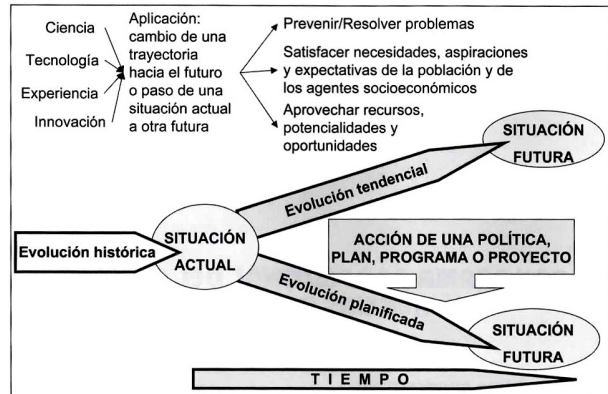 Ciencia
Tecnología
Experiencia
Innovación
Aplicación:
cambio de una
trayectoria
hacia el futuro
o paso de una
situación actual
a otra futura
Prevenir/Resolver problemas
Satisfacer necesidades, aspiraciones
y expectativas de la población y de
los agentes socioeconómicos
Aprovechar recursos,
potencialidades y
oportunidades
SITUACIÓN
FUTURA
Evolución tendencial
Evolución histórica
SITUACIÓN
ACTUAL
ACCIÓN DE UNA POLÍTICA,
PLAN, PROGRAMA O PROYECTO
Evolución planificada
SITUACIÓN
FUTURA
TIEMPO